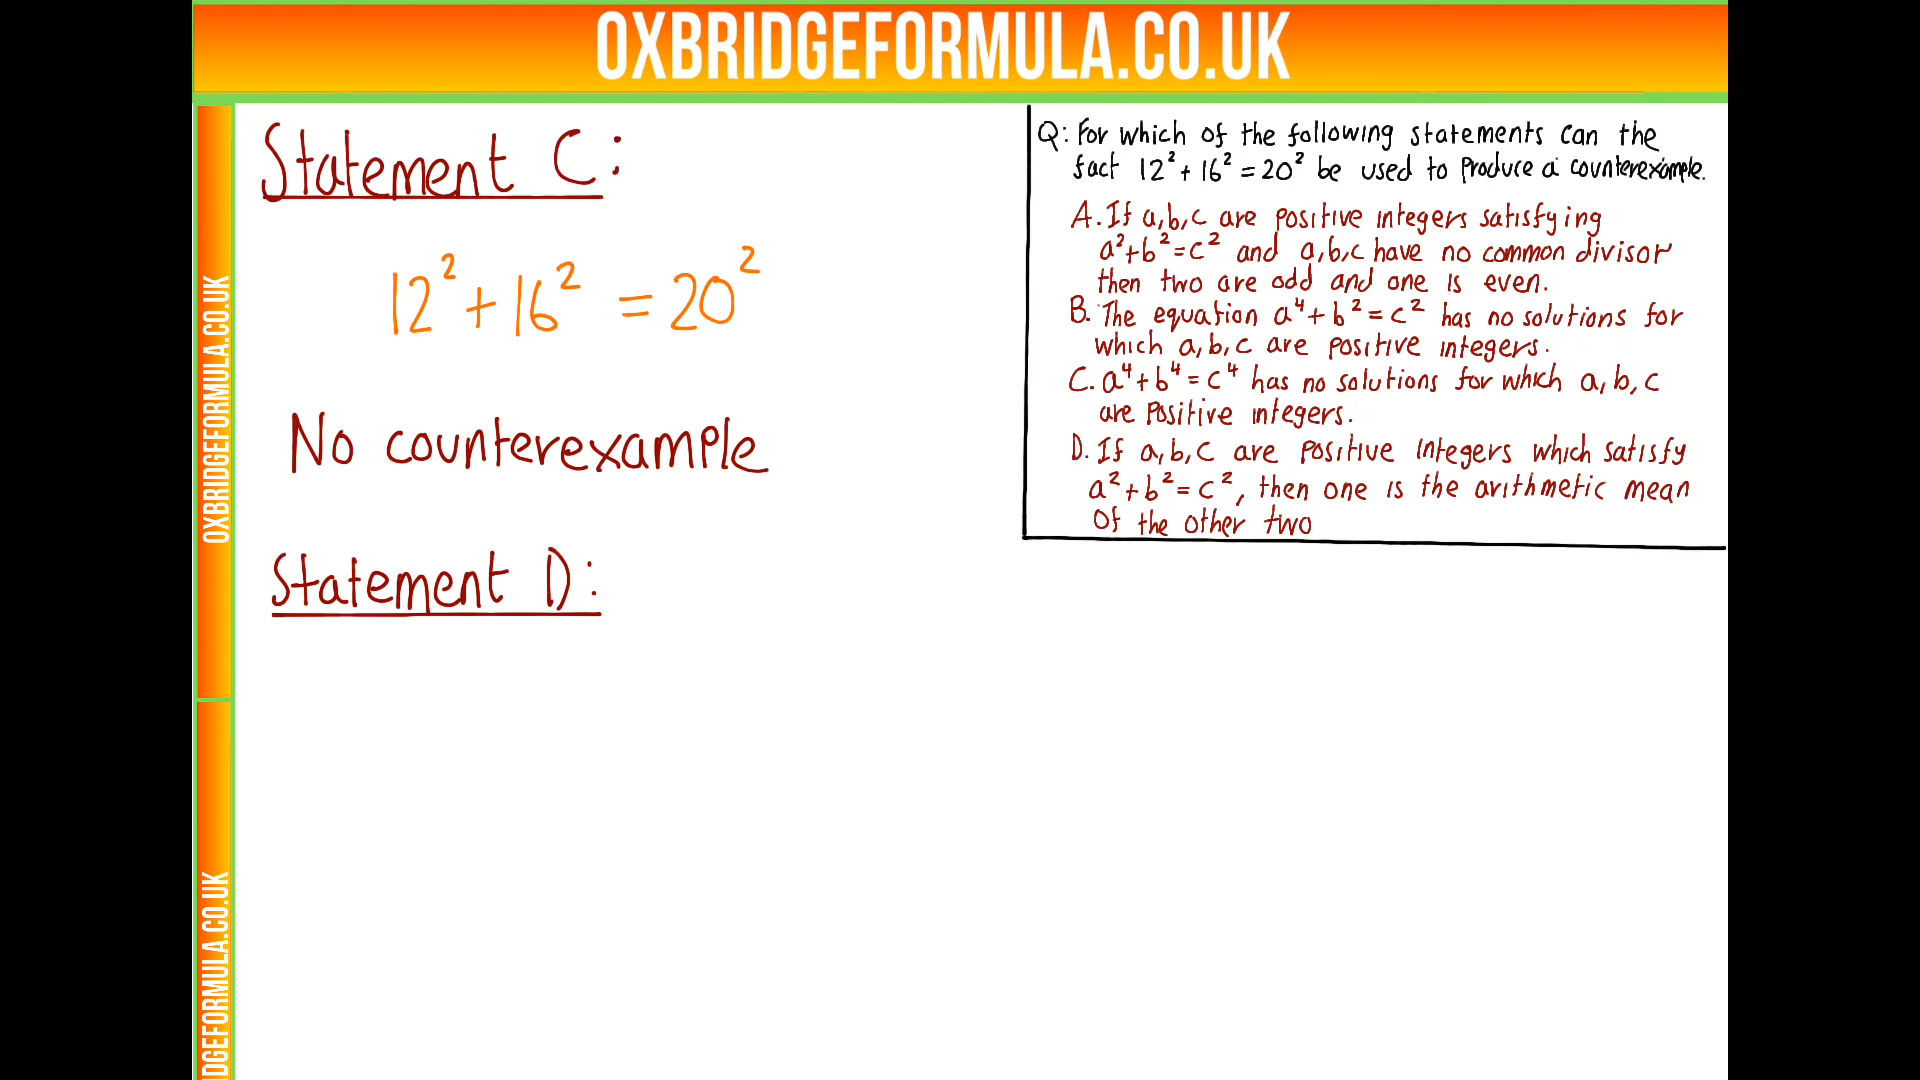 OXBRIDGEFORMULA.CO.UK
OXBRIDGEFORMULA.CO.UK
DGEFORMULA.CO.UK
Statement C:
12² + 16² = 20²
No counterexample
Statement D:
Q: For which of the following statements can the
fact 12² + 16² = 20² be used to produce a counterexample.
A. If a, b, c are positive integers satisfying
a² + b² = c² and a, b, c have no common divisor
then two are odd and one is even.
B. The equation a⁴ + b² = c² has no solutions for
which a, b, c are positive integers.
C. a⁴ + b⁴ = c⁴ has no solutions for which a, b, c
are positive integers.
D. If a, b, c are positive integers which satisfy
a² + b² = c², then one is the arithmetic mean
Of the other two